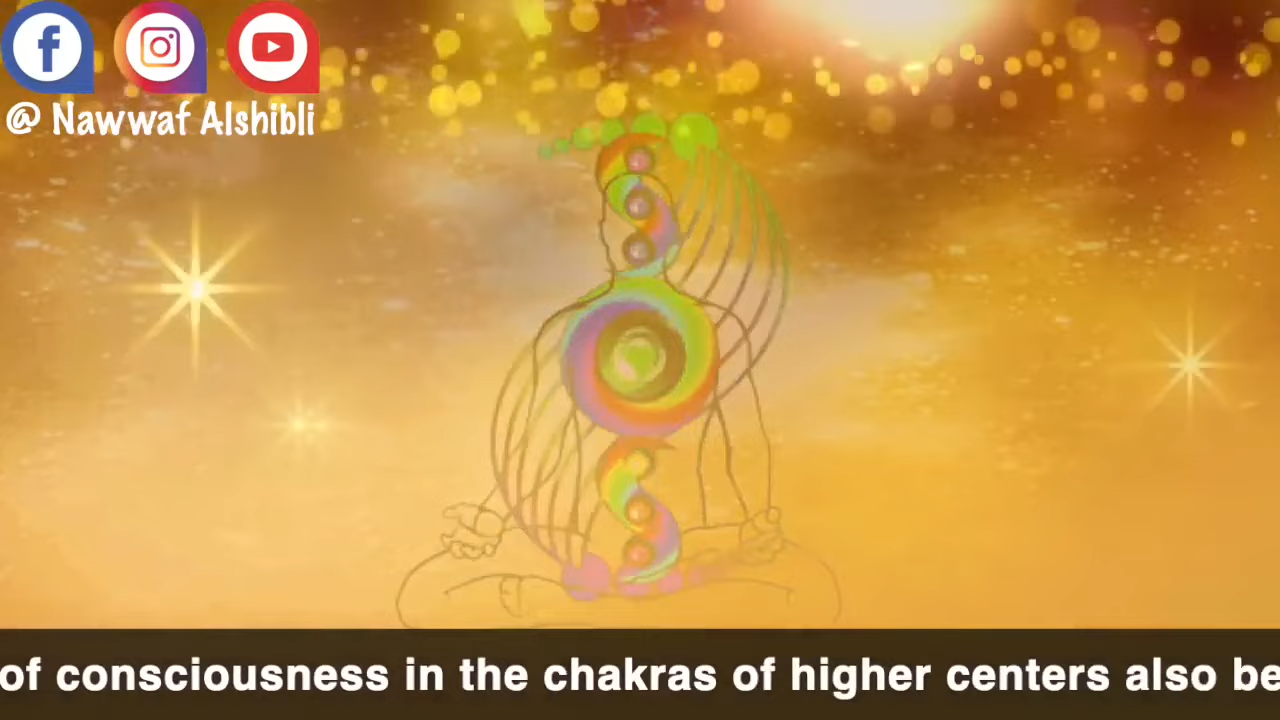 @ Nawwaf Alshibli
of consciousness in the chakras of higher centers also be